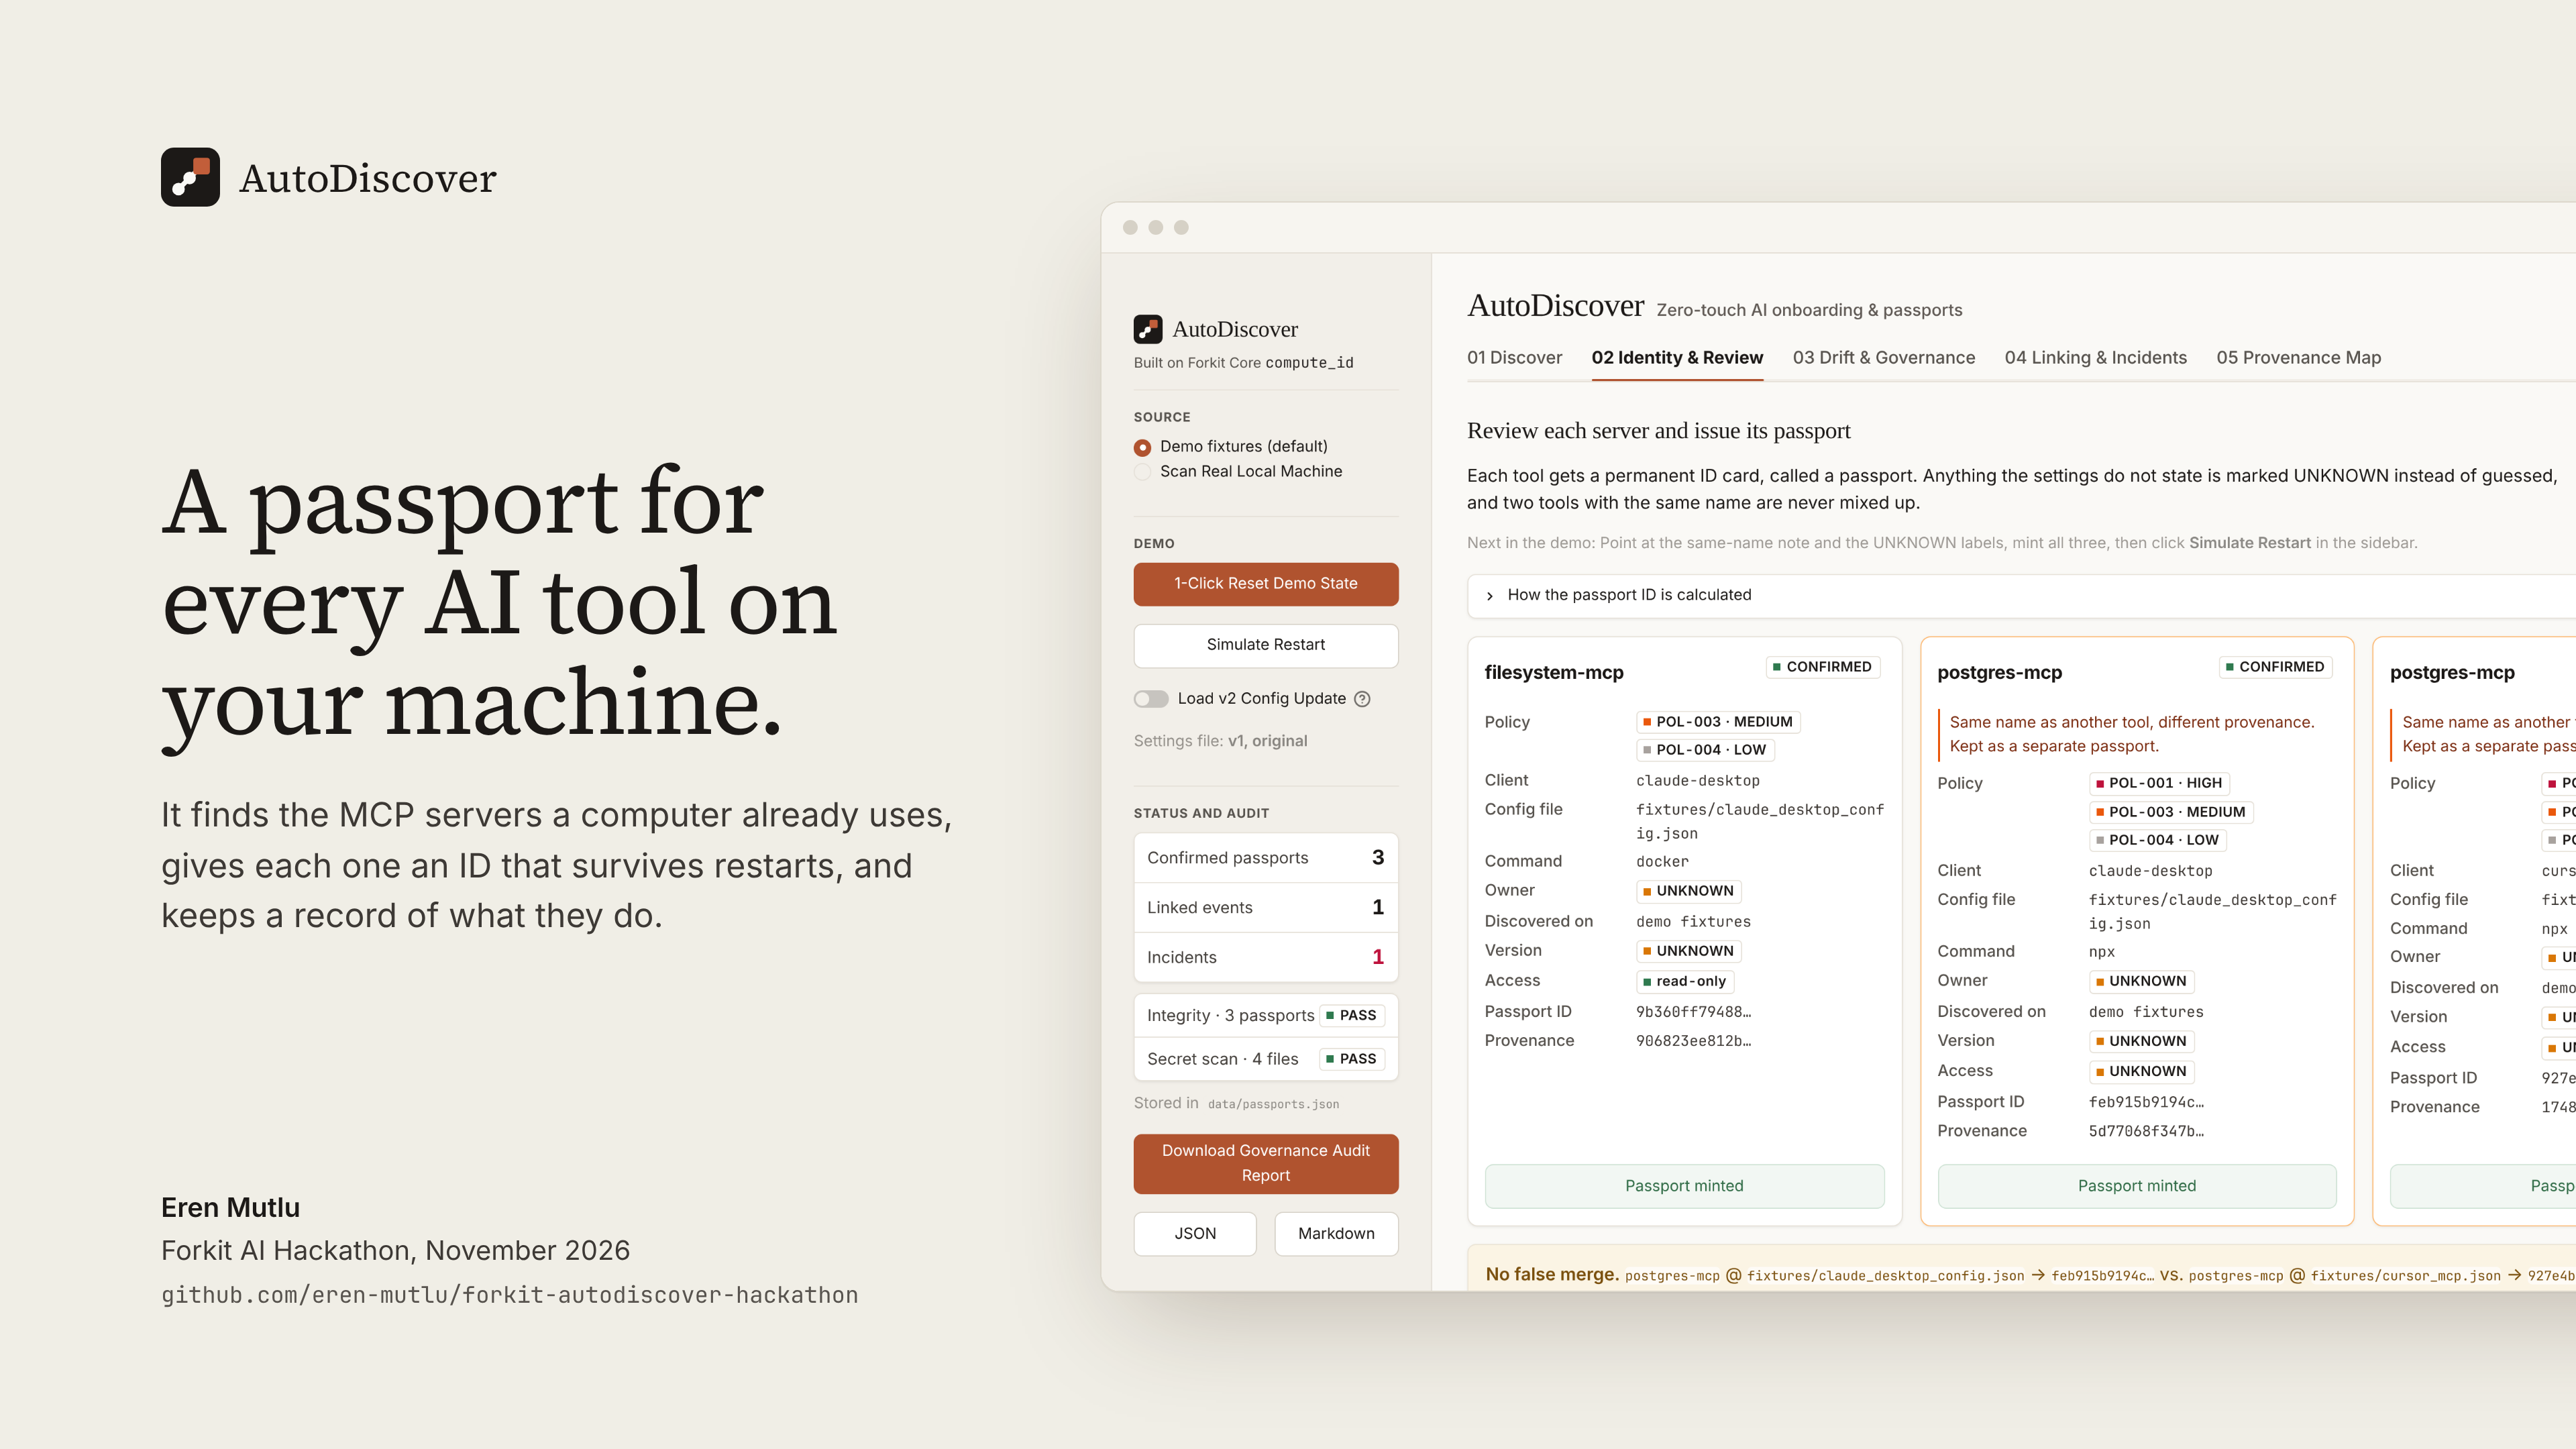 AutoDiscover
A passport for
every AI tool on
your machine.
It finds the MCP servers a computer already uses,
gives each one an ID that survives restarts, and
keeps a record of what they do.
Eren Mutlu
Forkit AI Hackathon, November 2026
github.com/eren-mutlu/forkit-autodiscover-hackathon
AutoDiscover
Built on Forkit Core compute_id
SOURCE
Demo fixtures (default)
Scan Real Local Machine
DEMO
1-Click Reset Demo State
Simulate Restart
Load v2 Config Update
Settings file: v1, original
STATUS AND AUDIT
Confirmed passports 3
Linked events 1
Incidents 1
Integrity · 3 passports PASS
Secret scan · 4 files PASS
Stored in data/passports.json
Download Governance Audit
Report
JSON Markdown
AutoDiscover Zero-touch AI onboarding & passports
01 Discover 02 Identity & Review 03 Drift & Governance 04 Linking & Incidents 05 Provenance Map
Review each server and issue its passport
Each tool gets a permanent ID card, called a passport. Anything the settings do not state is marked UNKNOWN instead of guessed,
and two tools with the same name are never mixed up.
Next in the demo: Point at the same-name note and the UNKNOWN labels, mint all three, then click Simulate Restart in the sidebar.
How the passport ID is calculated
filesystem-mcp CONFIRMED
Policy POL-003 · MEDIUM
POL-004 · LOW
Client claude-desktop
Config file fixtures/claude_desktop_conf
ig.json
Command docker
Owner UNKNOWN
Discovered on demo fixtures
Version UNKNOWN
Access read-only
Passport ID 9b360ff79488…
Provenance 906823ee812b…
Passport minted
postgres-mcp CONFIRMED
Same name as another tool, different provenance.
Kept as a separate passport.
Policy POL-001 · HIGH
POL-003 · MEDIUM
POL-004 · LOW
Client claude-desktop
Config file fixtures/claude_desktop_conf
ig.json
Command npx
Owner UNKNOWN
Discovered on demo fixtures
Version UNKNOWN
Access UNKNOWN
Passport ID feb915b9194c…
Provenance 5d77068f347b…
Passport minted
postgres-mcp
Same name as another
Kept as a separate pass
Policy
Client curs
Config file fixt
Command npx
Owner
Discovered on demo
Version
Access
Passport ID 927e
Provenance 1748
Passp
No false merge. postgres-mcp @ fixtures/claude_desktop_config.json → feb915b9194c… vs. postgres-mcp @ fixtures/cursor_mcp.json → 927e4b